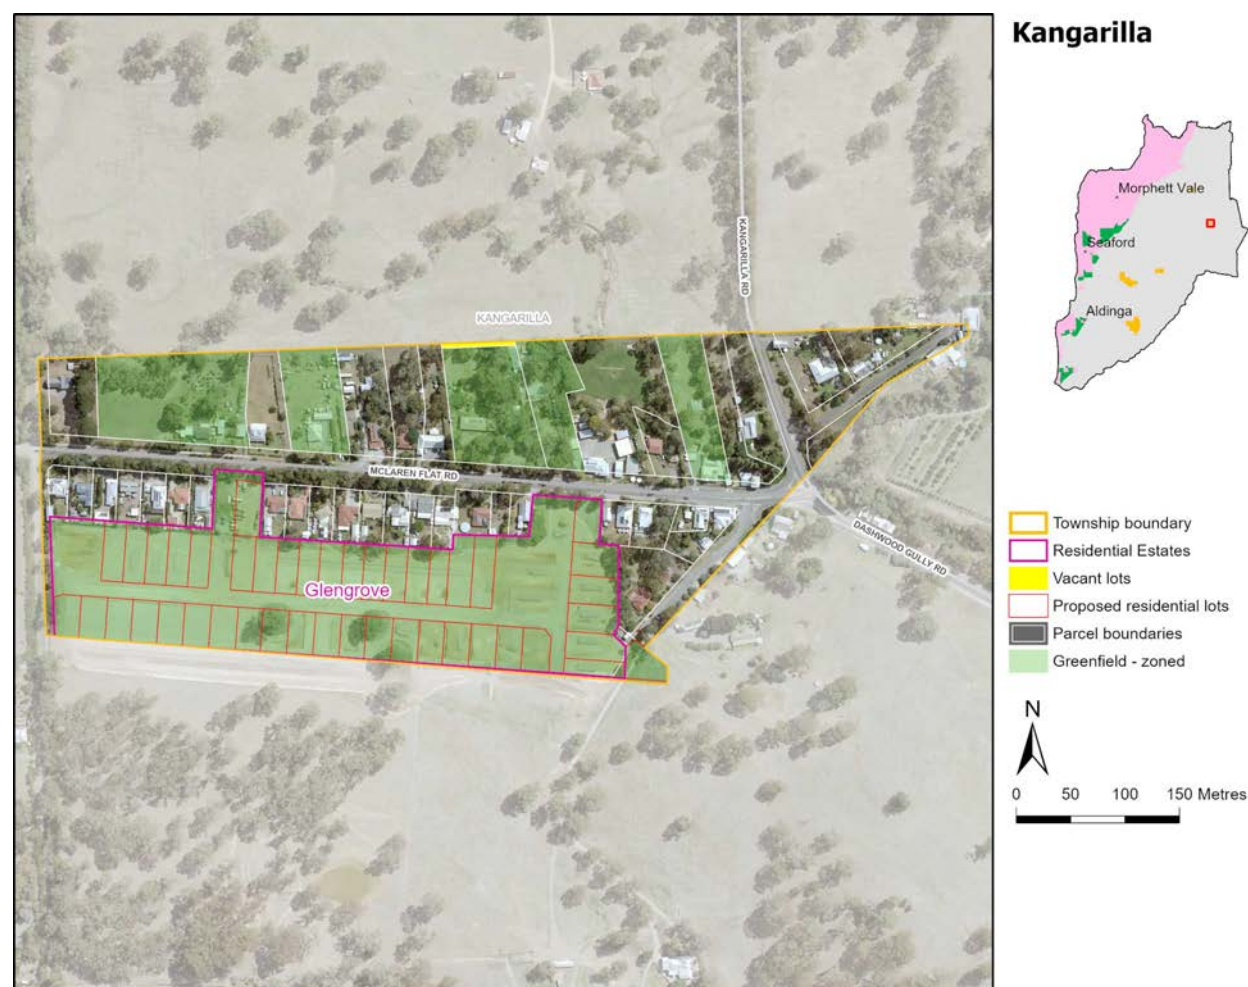 Kangarilla
Morphett Vale
Seaford
Aldinga
KANGARILLA RD
KANGARILLA
MCLAREN FLAT RD
DASHWOOD GULLY RD
Glengrove
Township boundary
Residential Estates
Vacant lots
Proposed residential lots
Parcel boundaries
Greenfield - zoned
N
0 50 100 150 Metres